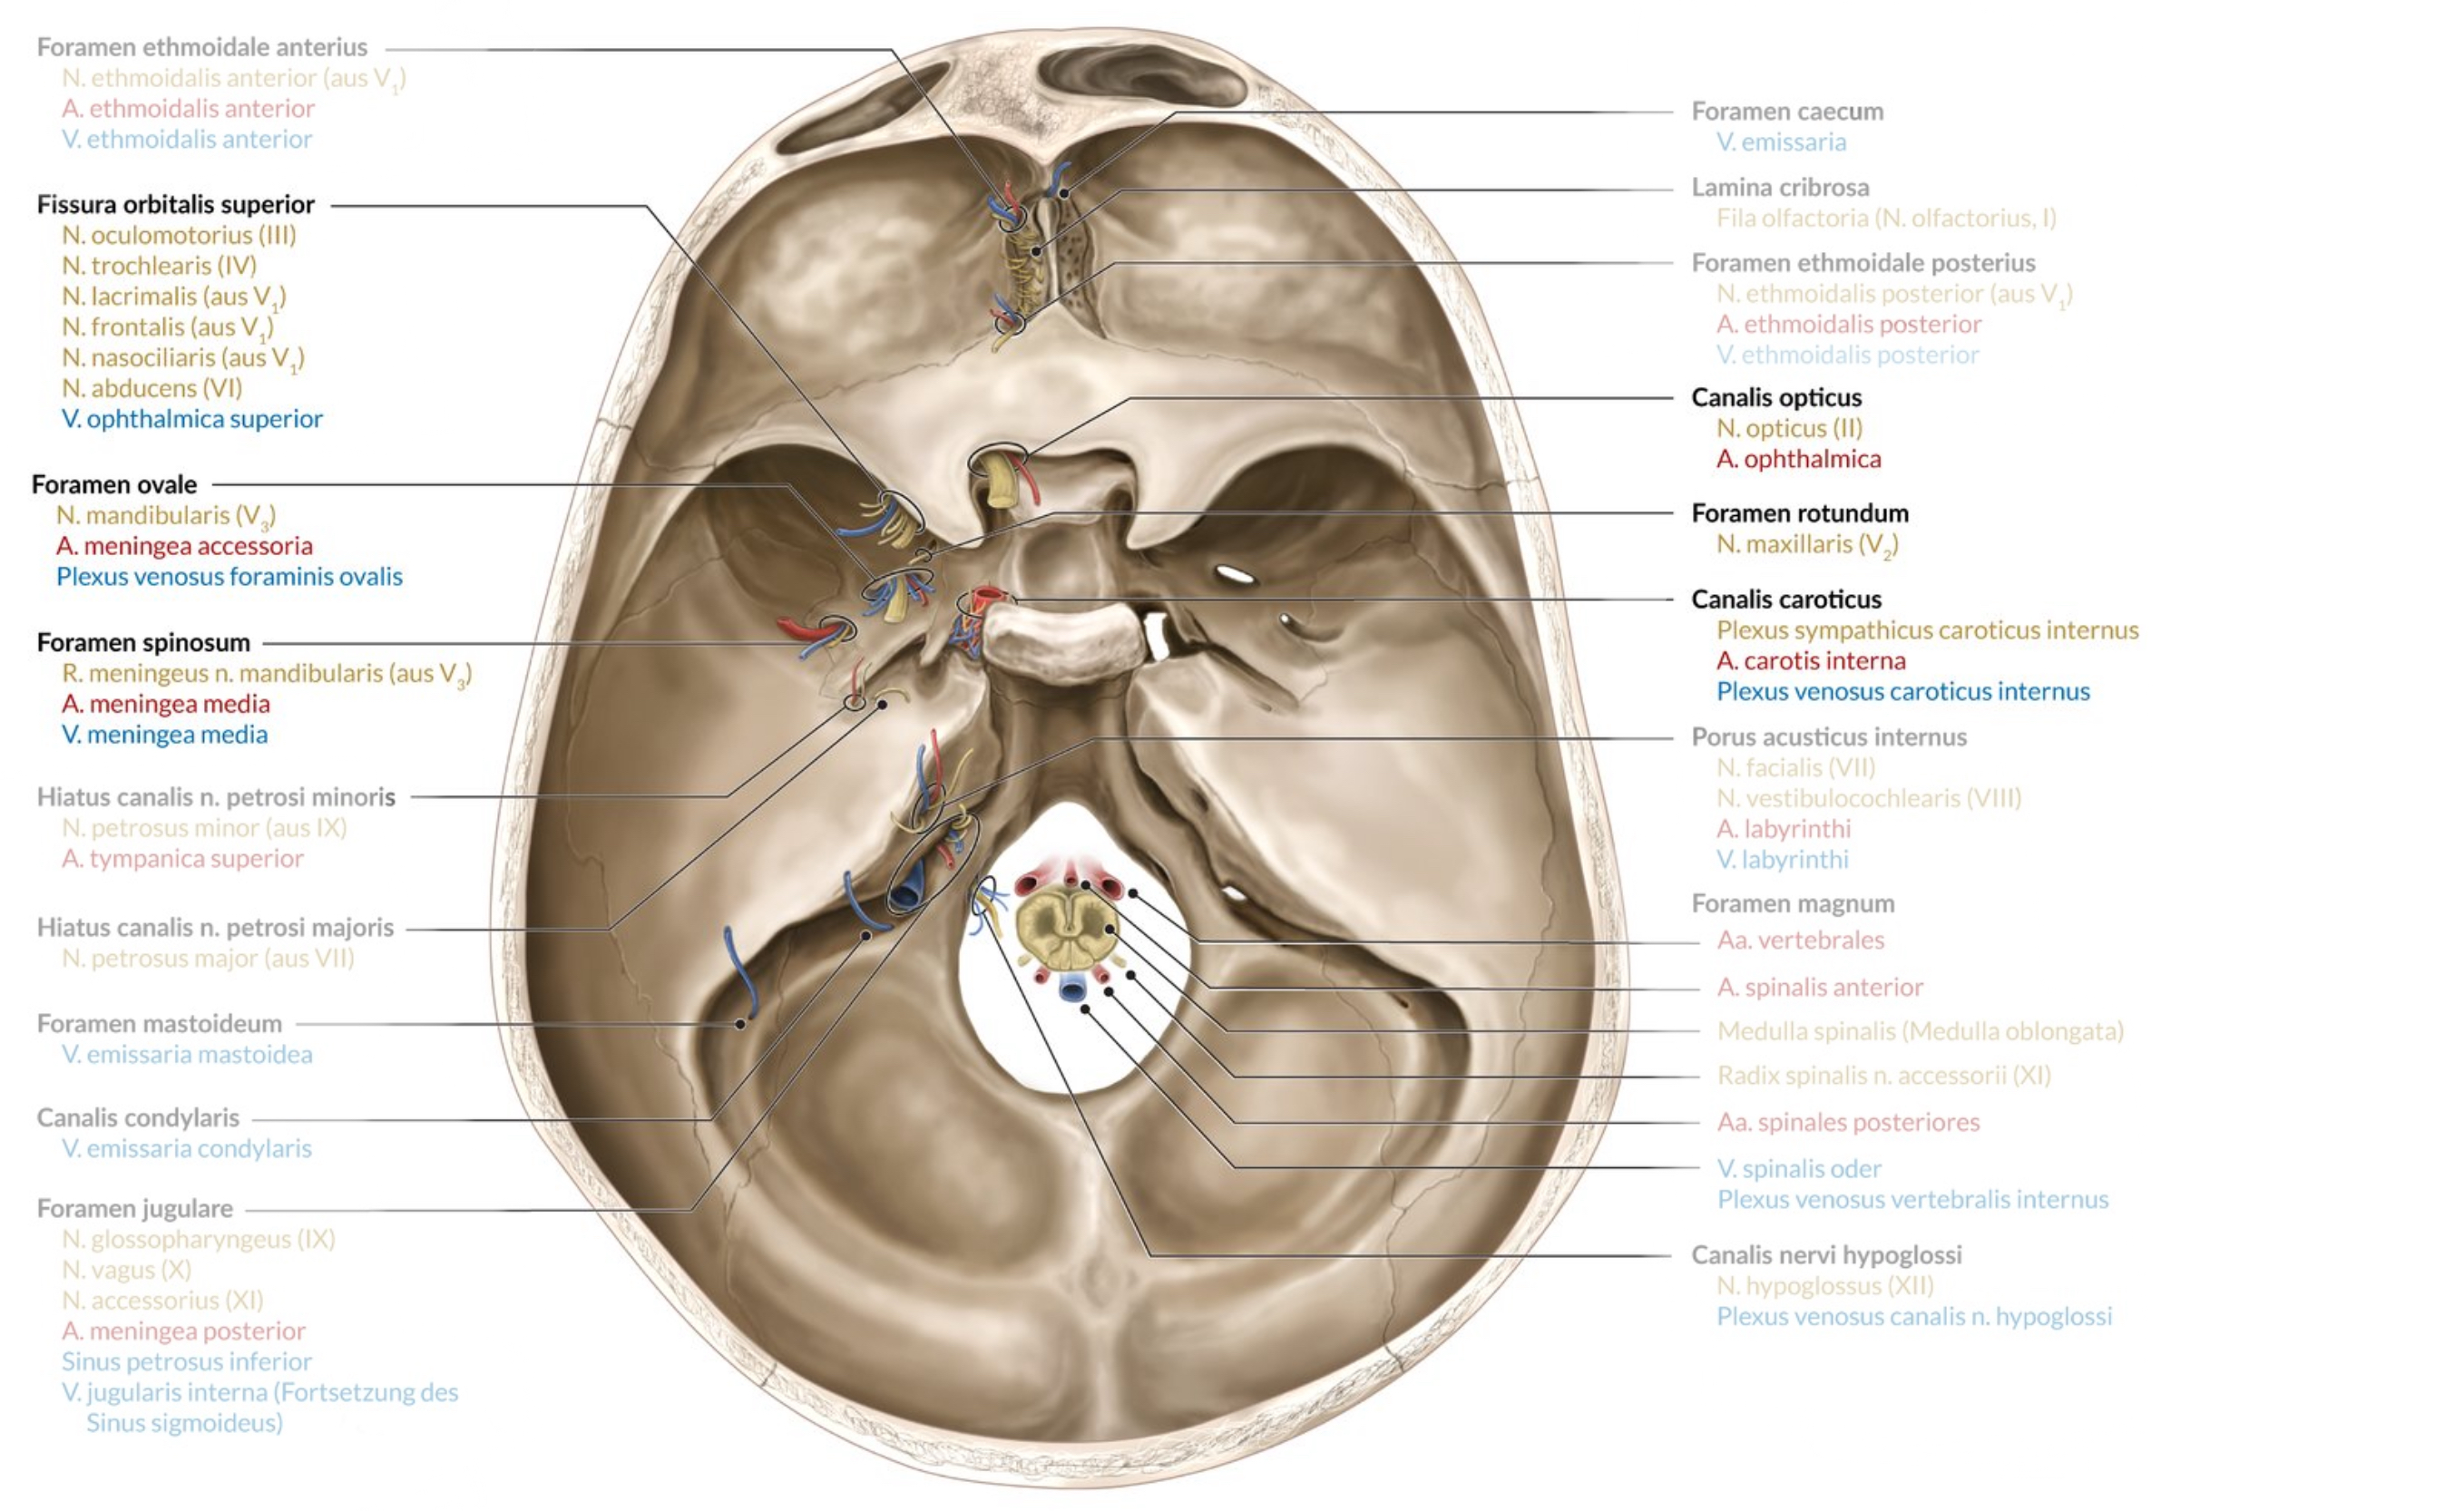 Foramen ethmoidale anterius
N. ethmoidalis anterior (aus V₁)
A. ethmoidalis anterior
V. ethmoidalis anterior
Fissura orbitalis superior
N. oculomotorius (III)
N. trochlearis (IV)
N. lacrimalis (aus V₁)
N. frontalis (aus V₁)
N. nasociliaris (aus V₁)
N. abducens (VI)
V. ophthalmica superior
Foramen ovale
N. mandibularis (V₃)
A. meningea accessoria
Plexus venosus foraminis ovalis
Foramen spinosum
R. meningeus n. mandibularis (aus V₃)
A. meningea media
V. meningea media
Hiatus canalis n. petrosi minoris
N. petrosus minor (aus IX)
A. tympanica superior
Hiatus canalis n. petrosi majoris
N. petrosus major (aus VII)
Foramen mastoideum
V. emissaria mastoidea
Canalis condylaris
V. emissaria condylaris
Foramen jugulare
N. glossopharyngeus (IX)
N. vagus (X)
N. accessorius (XI)
A. meningea posterior
Sinus petrosus inferior
V. jugularis interna (Fortsetzung des
Sinus sigmoideus)
Foramen caecum
V. emissaria
Lamina cribrosa
Fila olfactoria (N. olfactorius, I)
Foramen ethmoidale posterius
N. ethmoidalis posterior (aus V₁)
A. ethmoidalis posterior
V. ethmoidalis posterior
Canalis opticus
N. opticus (II)
A. ophthalmica
Foramen rotundum
N. maxillaris (V₂)
Canalis caroticus
Plexus sympathicus caroticus internus
A. carotis interna
Plexus venosus caroticus internus
Porus acusticus internus
N. facialis (VII)
N. vestibulocochlearis (VIII)
A. labyrinthi
V. labyrinthi
Foramen magnum
Aa. vertebrales
A. spinalis anterior
Medulla spinalis (Medulla oblongata)
Radix spinalis n. accessorii (XI)
Aa. spinales posteriores
V. spinalis oder
Plexus venosus vertebralis internus
Canalis nervi hypoglossi
N. hypoglossus (XII)
Plexus venosus canalis n. hypoglossi